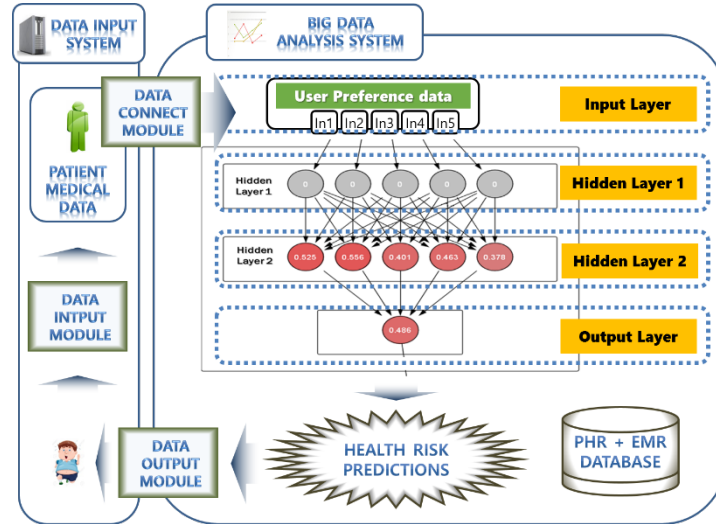 DATA INPUT
SYSTEM
BIG DATA
ANALYSIS SYSTEM
DATA
CONNECT
MODULE
User Preference data
In1 In2 In3 In4 In5
Input Layer
PATIENT
MEDICAL
DATA
Hidden
Layer 1
0 0 0 0 0
Hidden Layer 1
Hidden
Layer 2
0.525 0.556 0.401 0.463 0.378
Hidden Layer 2
DATA
INTPUT
MODULE
0.486
Output Layer
DATA
OUTPUT
MODULE
HEALTH RISK
PREDICTIONS
PHR + EMR
DATABASE